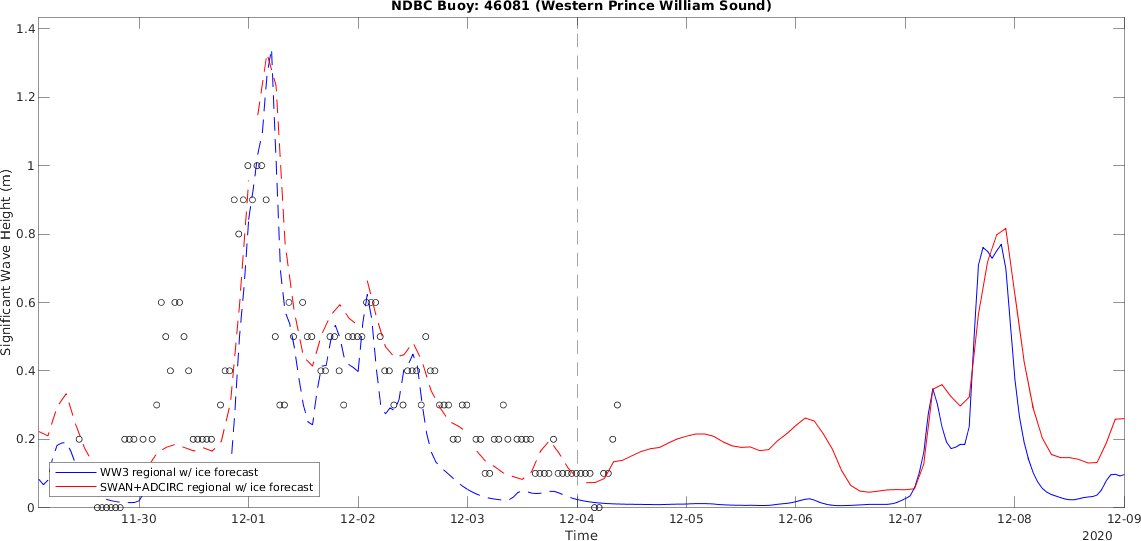 NDBC Buoy: 46081 (Western Prince William Sound)
1.4
1.2
1
0.8
0.6
0.4
0.2
0
Significant Wave Height (m)
WW3 regional w/ ice forecast
SWAN+ADCIRC regional w/ ice forecast
11-30 12-01 12-02 12-03 12-04 12-05 12-06 12-07 12-08 12-09
Time
2020